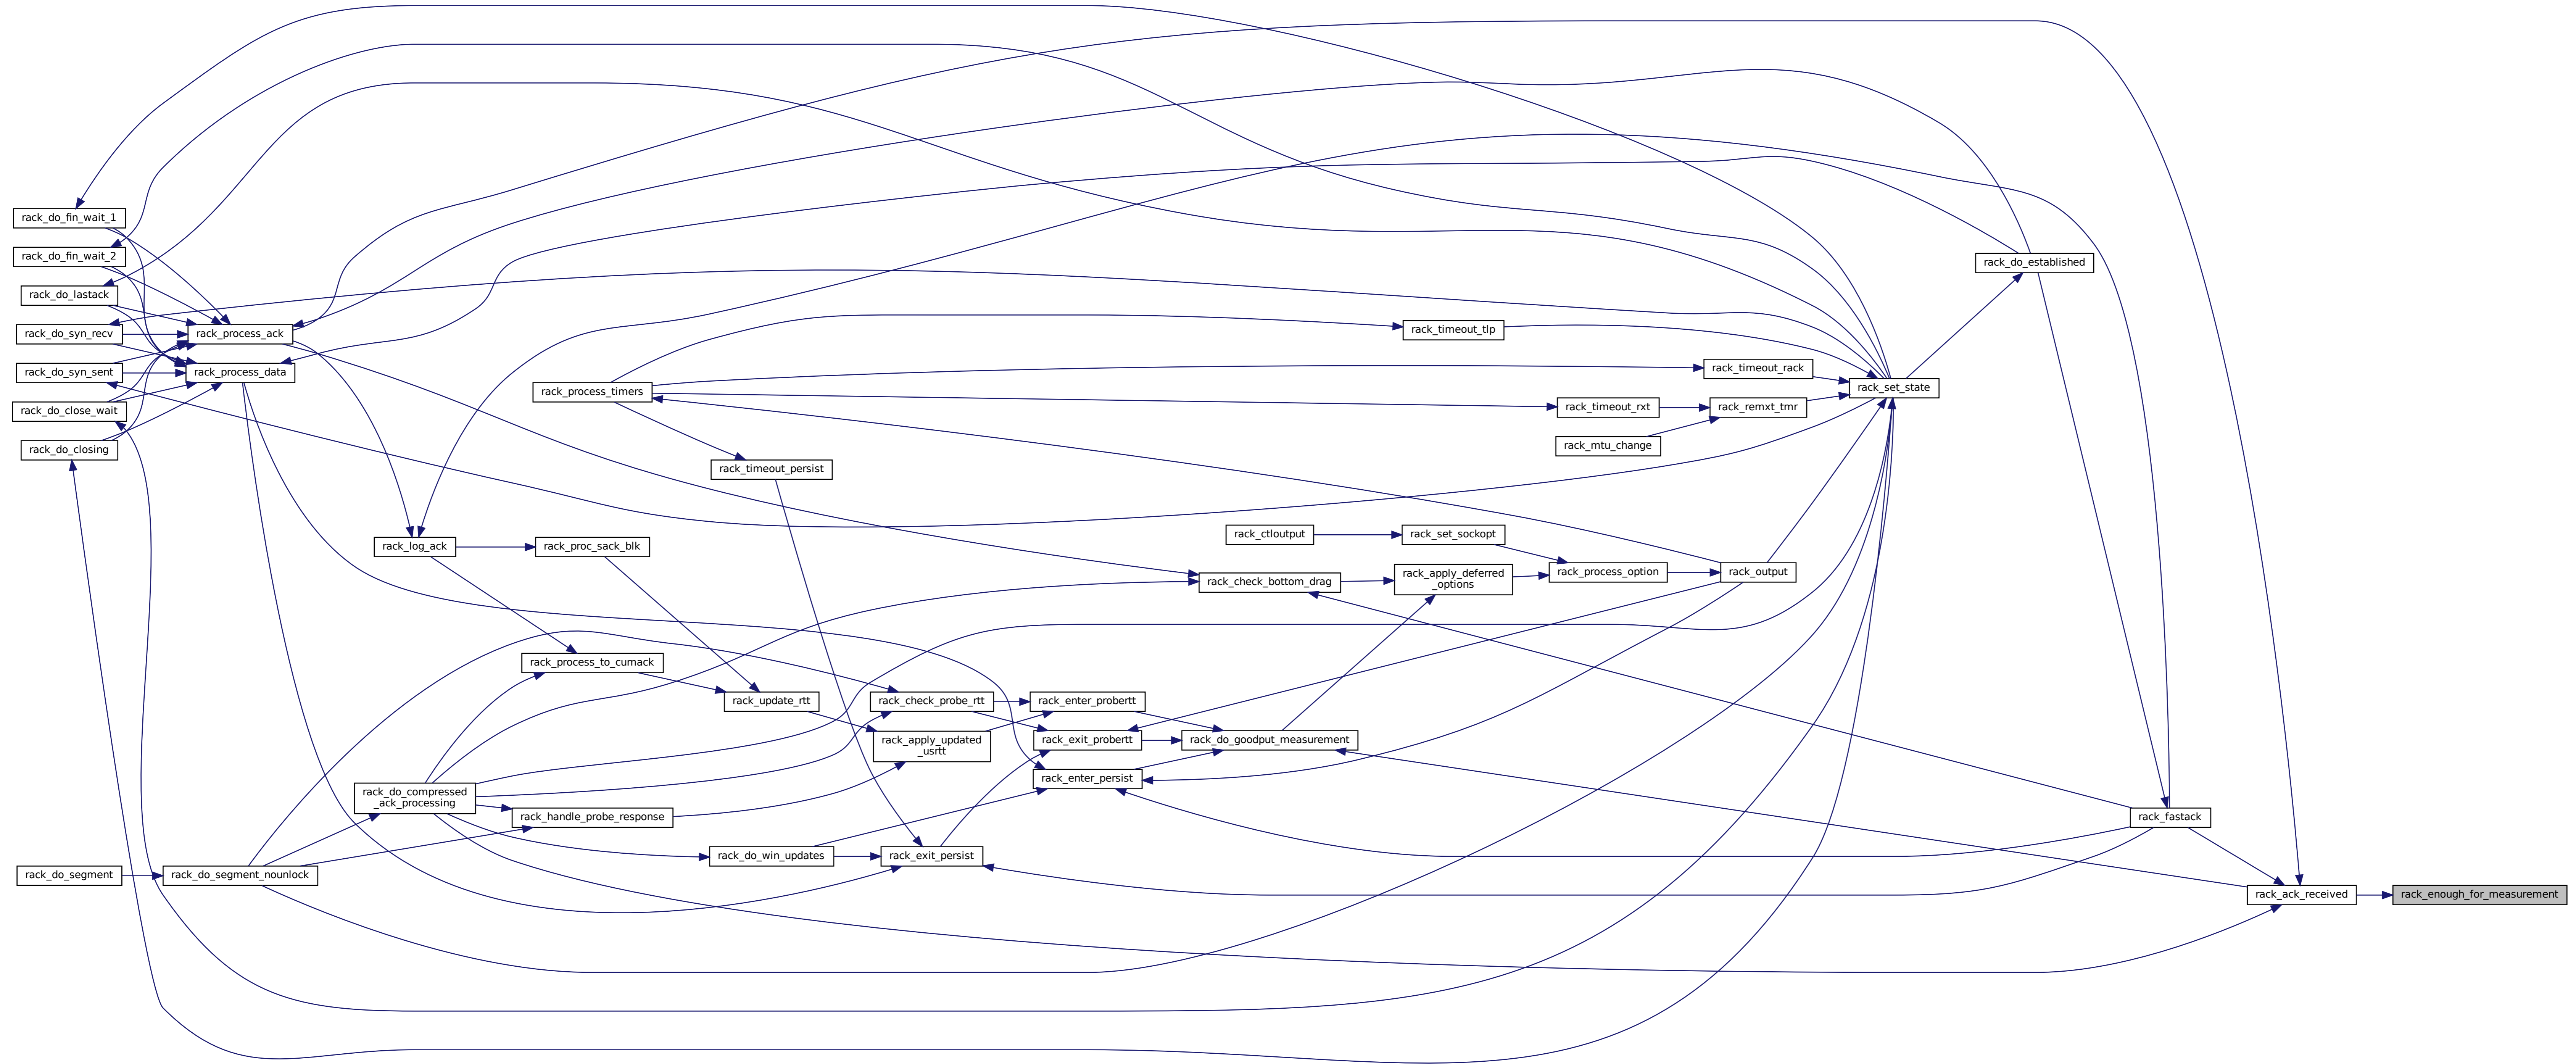 rack_do_fin_wait_1
rack_do_fin_wait_2
rack_do_established
rack_do_lastack
rack_do_syn_recv
rack_process_ack
rack_timeout_tlp
rack_do_syn_sent
rack_process_data
rack_timeout_rack
rack_process_timers
rack_set_state
rack_do_close_wait
rack_timeout_rxt
rack_remxt_tmr
rack_do_closing
rack_mtu_change
rack_timeout_persist
rack_ctloutput
rack_set_sockopt
rack_log_ack
rack_proc_sack_blk
rack_check_bottom_drag
rack_apply_deferred
_options
rack_process_option
rack_output
rack_process_to_cumack
rack_update_rtt
rack_check_probe_rtt
rack_enter_probertt
rack_apply_updated
_usrtt
rack_exit_probertt
rack_do_goodput_measurement
rack_enter_persist
rack_do_compressed
_ack_processing
rack_handle_probe_response
rack_fastack
rack_do_win_updates
rack_exit_persist
rack_do_segment
rack_do_segment_nounlock
rack_ack_received
rack_enough_for_measurement